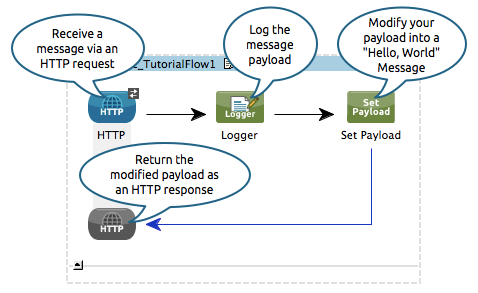 Receive a
message via an
HTTP request
Log the
message
payload
Modify your
payload into a
"Hello, World"
Message
_TutorialFlow1
HTTP
Logger
Set
Payload
HTTP
Logger
Set Payload
Return the
modified payload as
an HTTP response
HTTP